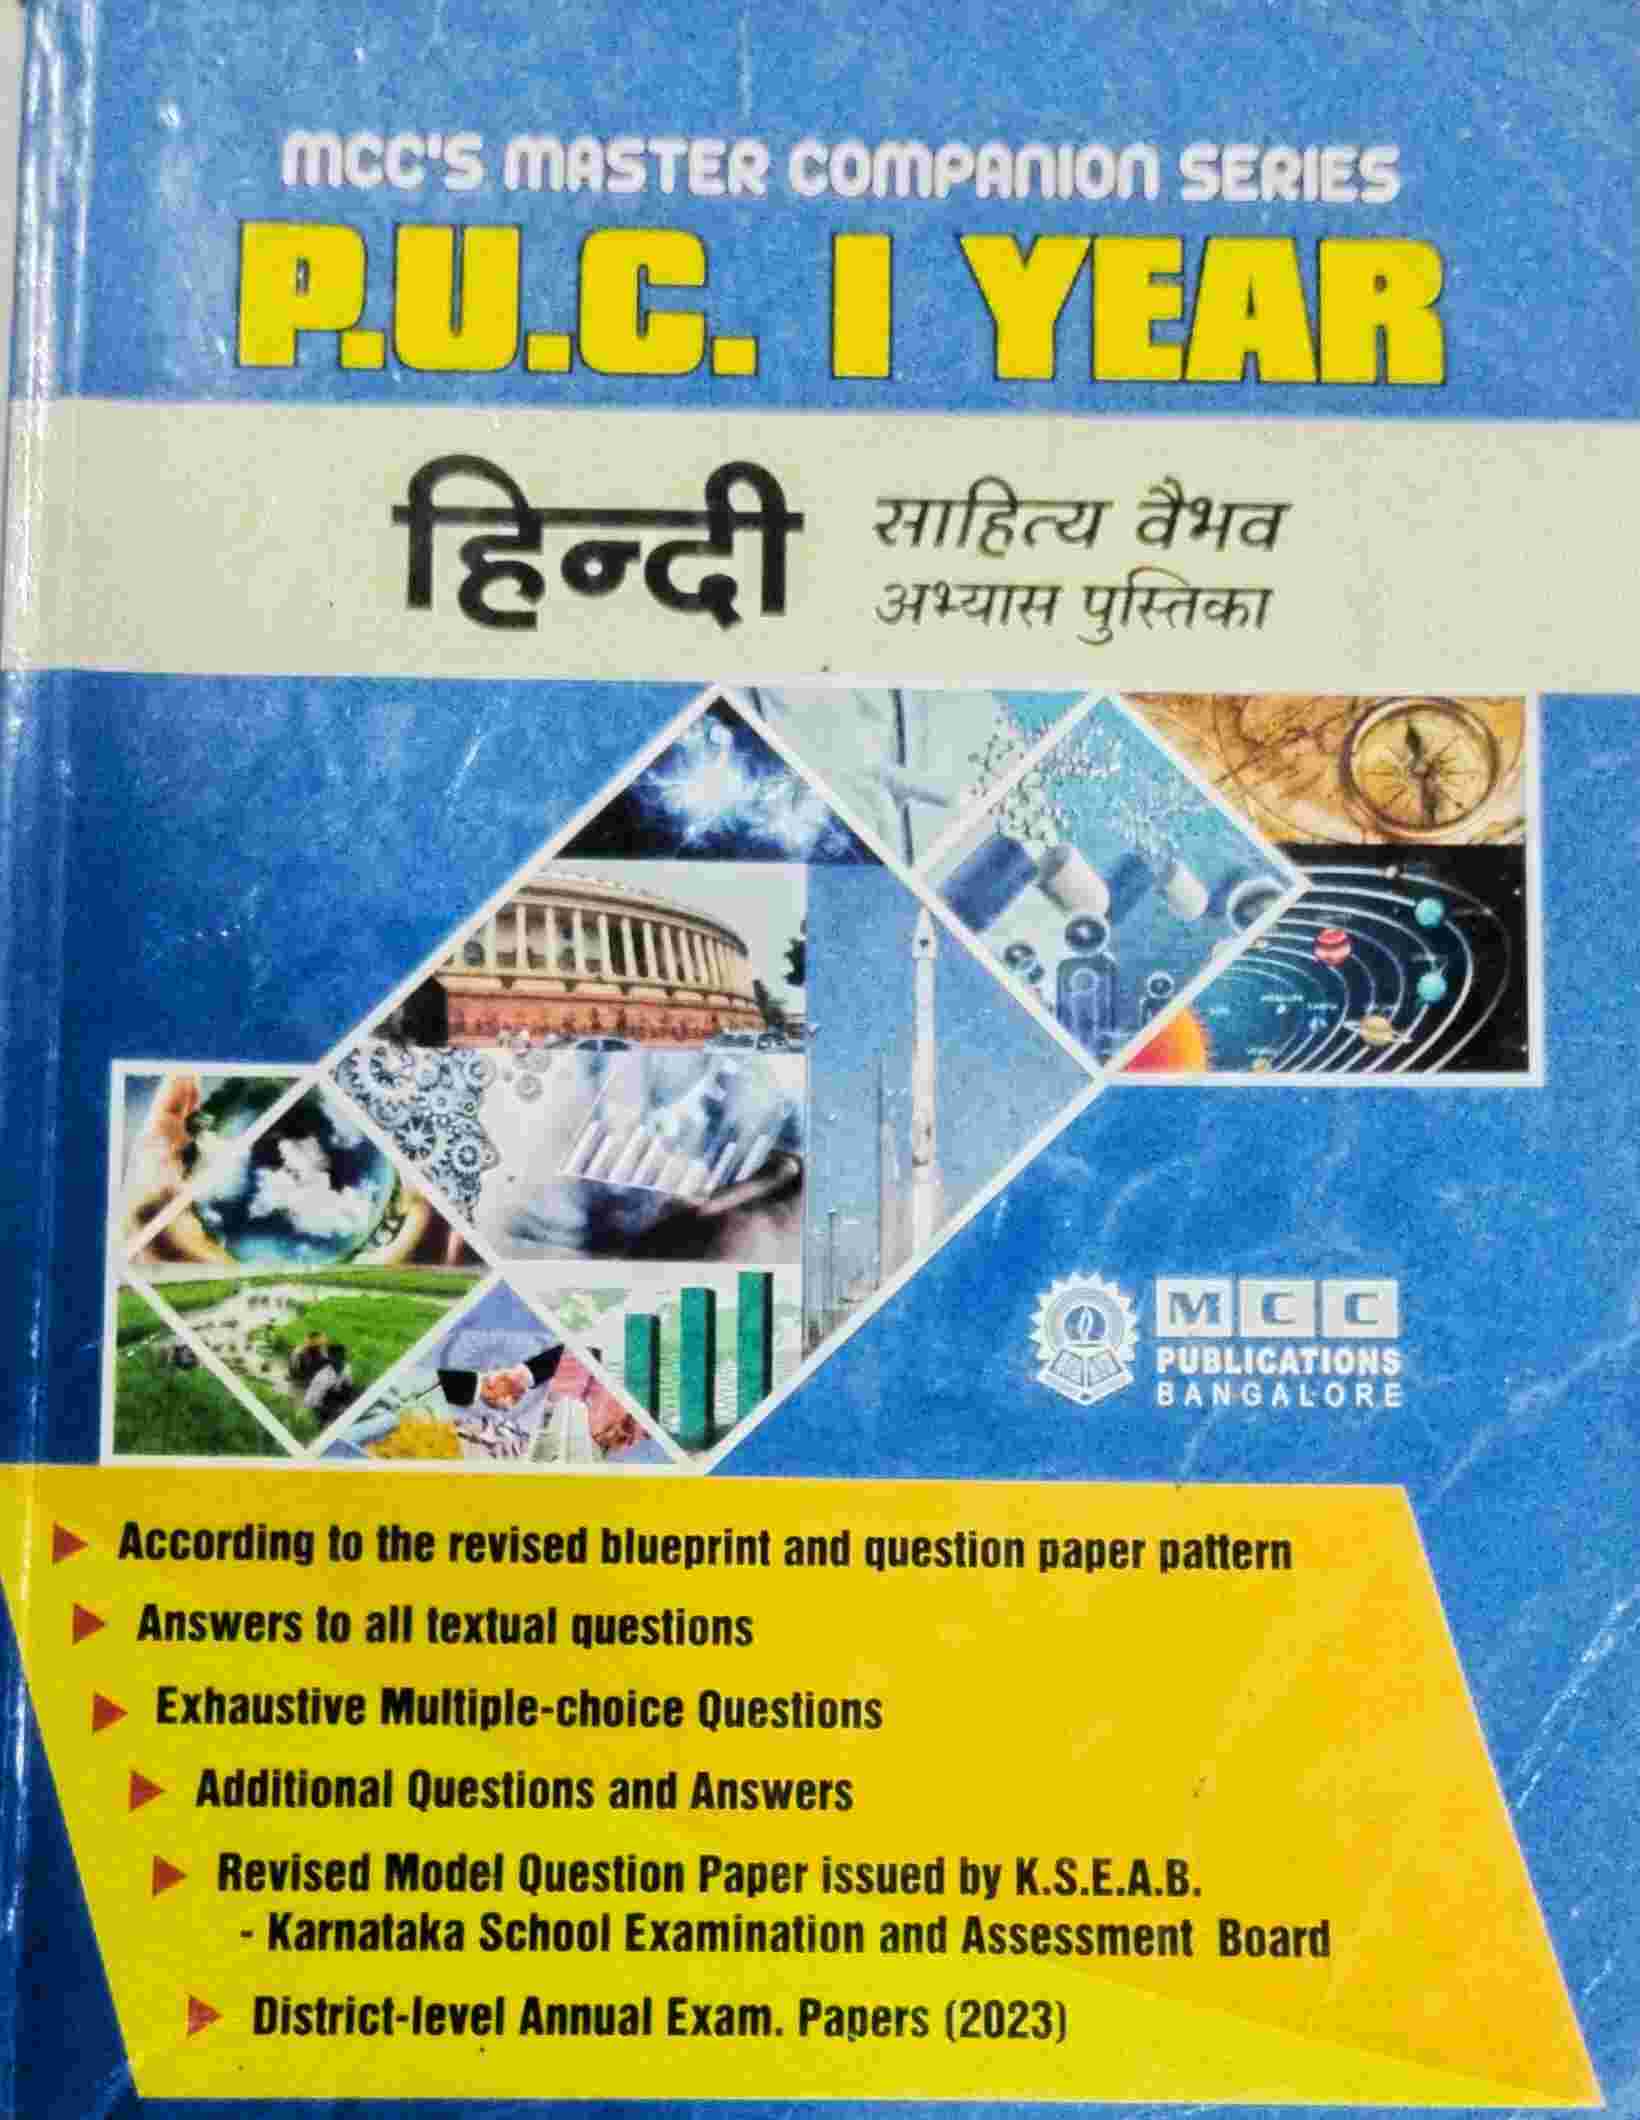 MCC'S MASTER COMPANION SERIES
P.U.C. I YEAR
हिन्दी
साहित्य वैभव
अभ्यास पुस्तिका
MCC
PUBLICATIONS
BANGALORE
According to the revised blueprint and question paper pattern
Answers to all textual questions
Exhaustive Multiple-choice Questions
Additional Questions and Answers
Revised Model Question Paper issued by K.S.E.A.B.
- Karnataka School Examination and Assessment Board
District-level Annual Exam. Papers (2023)